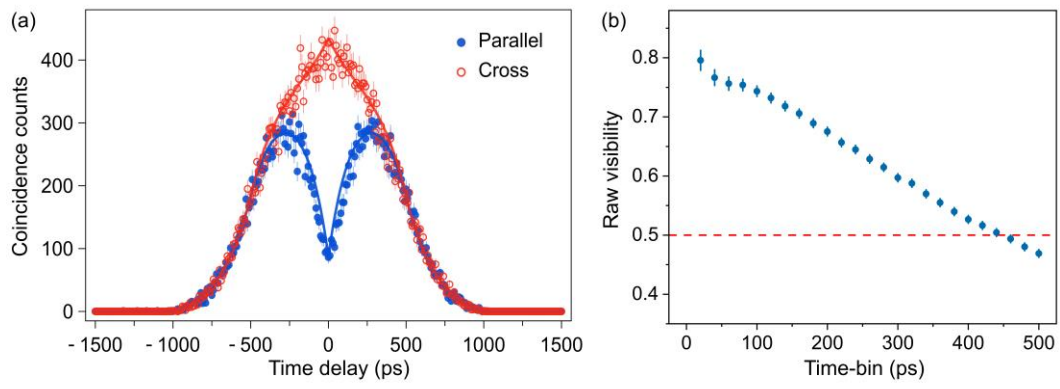 (a)
Parallel
Cross
Coincidence counts
400
300
200
100
0
- 1500
- 1000
- 500
0
500
1000
1500
Time delay (ps)
(b)
Raw visibility
0.8
0.7
0.6
0.5
0.4
0
100
200
300
400
500
Time-bin (ps)